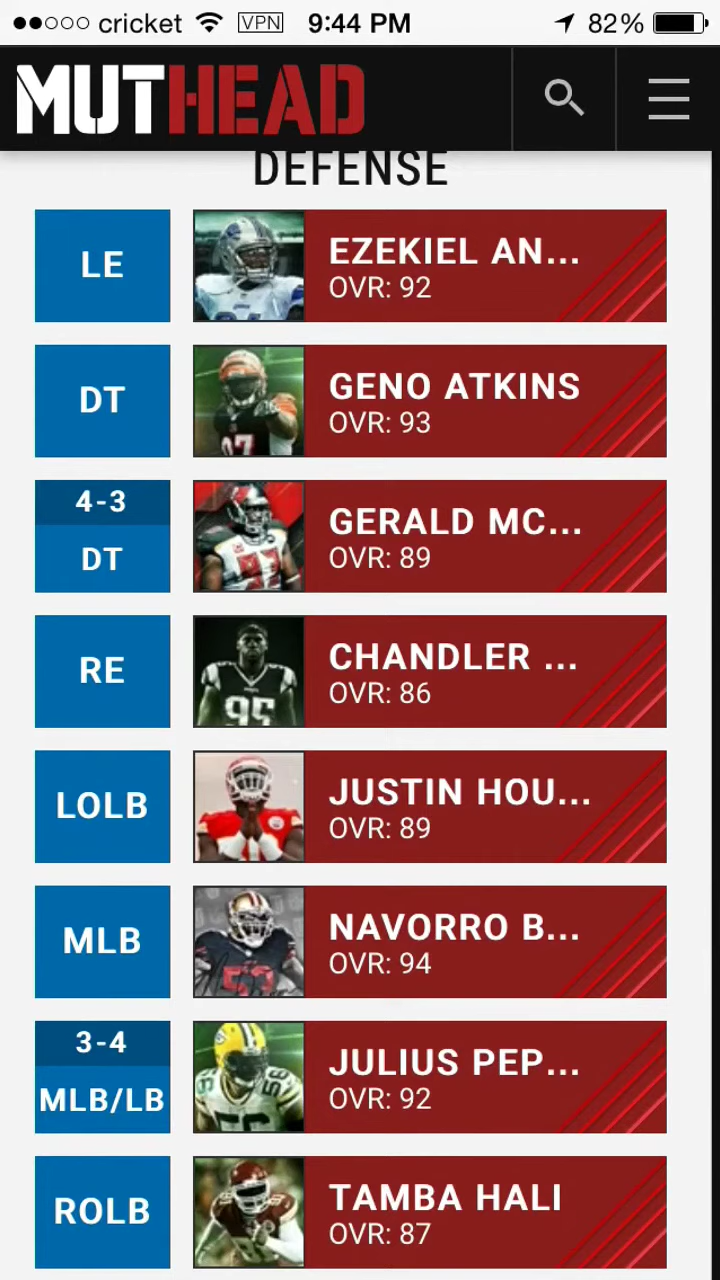 cricket VPN 9:44 PM 82%
MUTHEAD
DEFENSE
LE
EZEKIEL AN...
OVR: 92
DT
GENO ATKINS
OVR: 93
4-3
DT
GERALD MC...
OVR: 89
RE
CHANDLER ...
OVR: 86
LOLB
JUSTIN HOU...
OVR: 89
MLB
NAVORRO B...
OVR: 94
3-4
MLB/LB
JULIUS PEP...
OVR: 92
ROLB
TAMBA HALI
OVR: 87